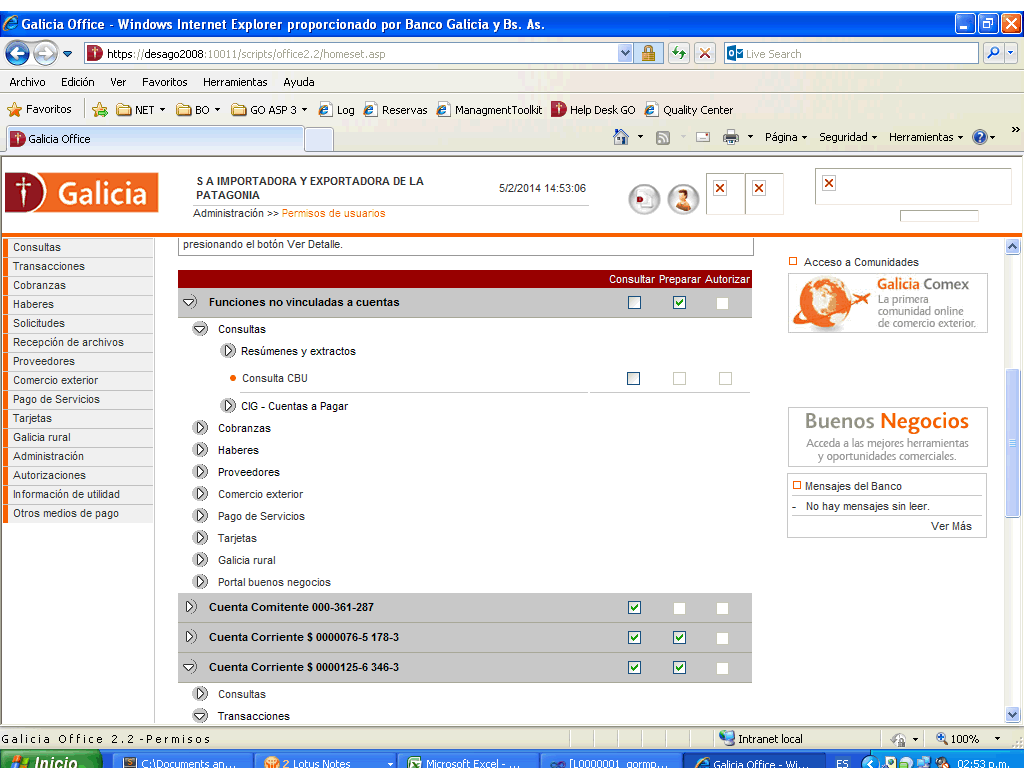 Galicia Office - Windows Internet Explorer proporcionado por Banco Galicia y Bs. As.
https://desago2008:10011/scripts/office2.2/homeset.asp
Live Search
Archivo Edición Ver Favoritos Herramientas Ayuda
Favoritos NET BO GO ASP 3 Log Reservas ManagmentToolkit Help Desk GO Quality Center
Galicia Office
Página Seguridad Herramientas
Galicia
S A IMPORTADORA Y EXPORTADORA DE LA
PATAGONIA
5/2/2014 14:53:06
Administración >> Permisos de usuarios
Consultas
Transacciones
Cobranzas
Haberes
Solicitudes
Recepción de archivos
Proveedores
Comercio exterior
Pago de Servicios
Tarjetas
Galicia rural
Administración
Autorizaciones
Información de utilidad
Otros medios de pago
presionando el botón Ver Detalle.
Consultar Preparar Autorizar
Funciones no vinculadas a cuentas
Consultas
Resúmenes y extractos
Consulta CBU
CIG - Cuentas a Pagar
Cobranzas
Haberes
Proveedores
Comercio exterior
Pago de Servicios
Tarjetas
Galicia rural
Portal buenos negocios
Cuenta Comitente 000-361-287
Cuenta Corriente $ 0000076-5 178-3
Cuenta Corriente $ 0000125-6 346-3
Consultas
Transacciones
Acceso a Comunidades
Galicia Comex
La primera
comunidad online
de comercio exterior.
Buenos Negocios
Acceda a las mejores herramientas
y oportunidades comerciales.
Mensajes del Banco
- No hay mensajes sin leer.
Ver Más
Galicia Office 2.2 -Permisos
Intranet local
100%
Inicio
C:\Documents an...
2 Lotus Notes
Microsoft Excel - ...
[L0000001_gormp...
Galicia Office - Wi...
ES
02:53 p.m.